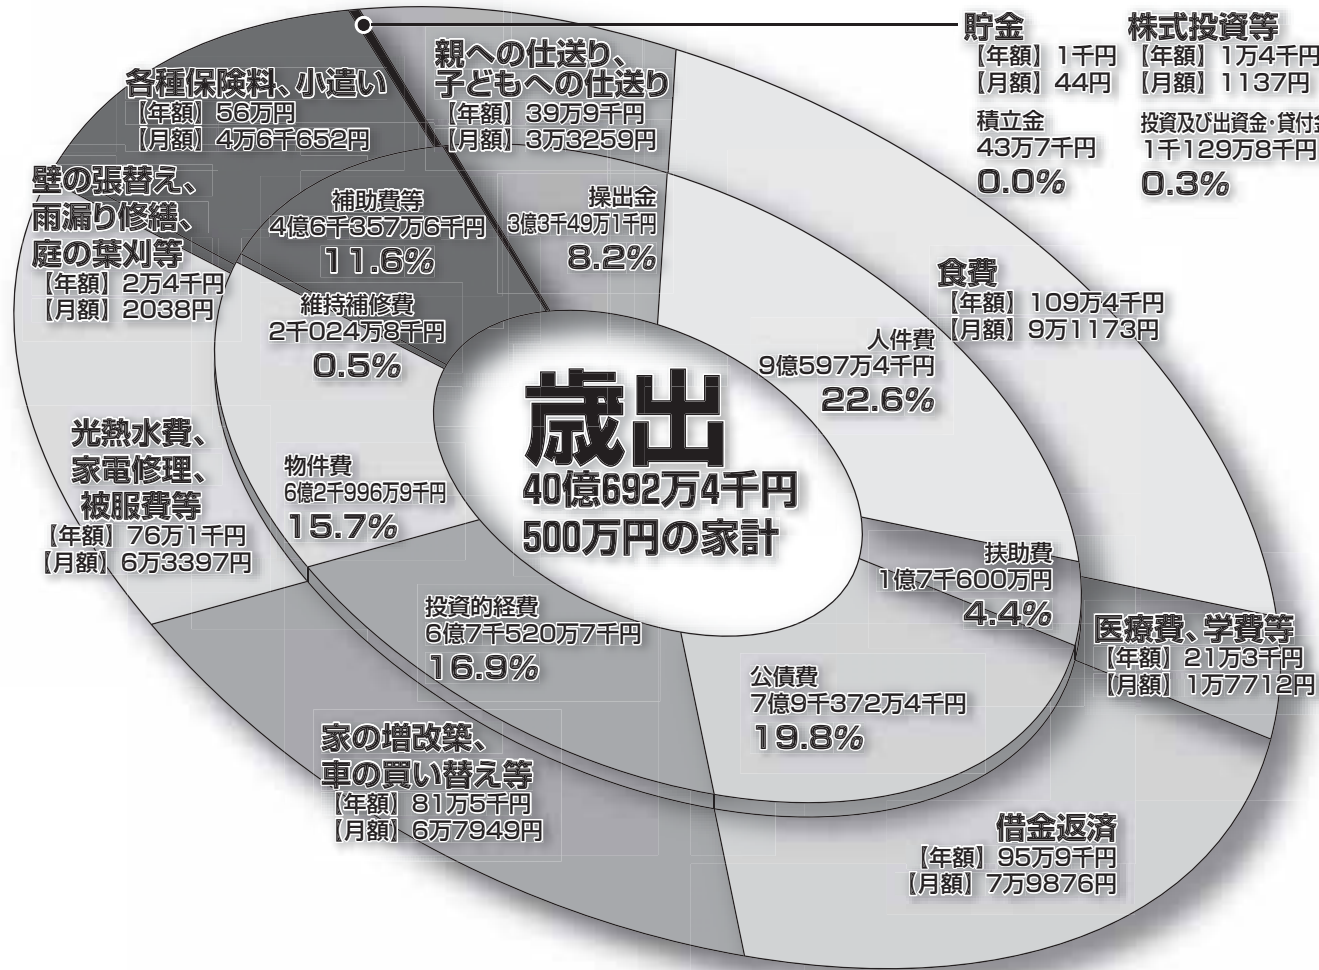 歳出
40億692万4千円
500万円の家計
貯金
【年額】1千円
【月額】44円
積立金
43万7千円
0.0%
株式投資等
【年額】1万4千円
【月額】1137円
投資及び出資金・貸付金
1千129万8千円
0.3%
食費
【年額】109万4千円
【月額】9万1173円
人件費
9億597万4千円
22.6%
扶助費
1億7千600万円
4.4%
医療費、学費等
【年額】21万3千円
【月額】1万7712円
公債費
7億9千372万4千円
19.8%
借金返済
【年額】95万9千円
【月額】7万9876円
投資的経費
6億7千520万7千円
16.9%
家の増改築、
車の買い替え等
【年額】81万5千円
【月額】6万7949円
物件費
6億2千996万9千円
15.7%
光熱水費、
家電修理、
被服費等
【年額】76万1千円
【月額】6万3397円
維持補修費
2千024万8千円
0.5%
壁の張替え、
雨漏り修繕、
庭の葉刈等
【年額】2万4千円
【月額】2038円
補助費等
4億6千357万6千円
11.6%
各種保険料、小遣い
【年額】56万円
【月額】4万6千652円
操出金
3億3千49万1千円
8.2%
親への仕送り、
子どもへの仕送り
【年額】39万9千円
【月額】3万3259円